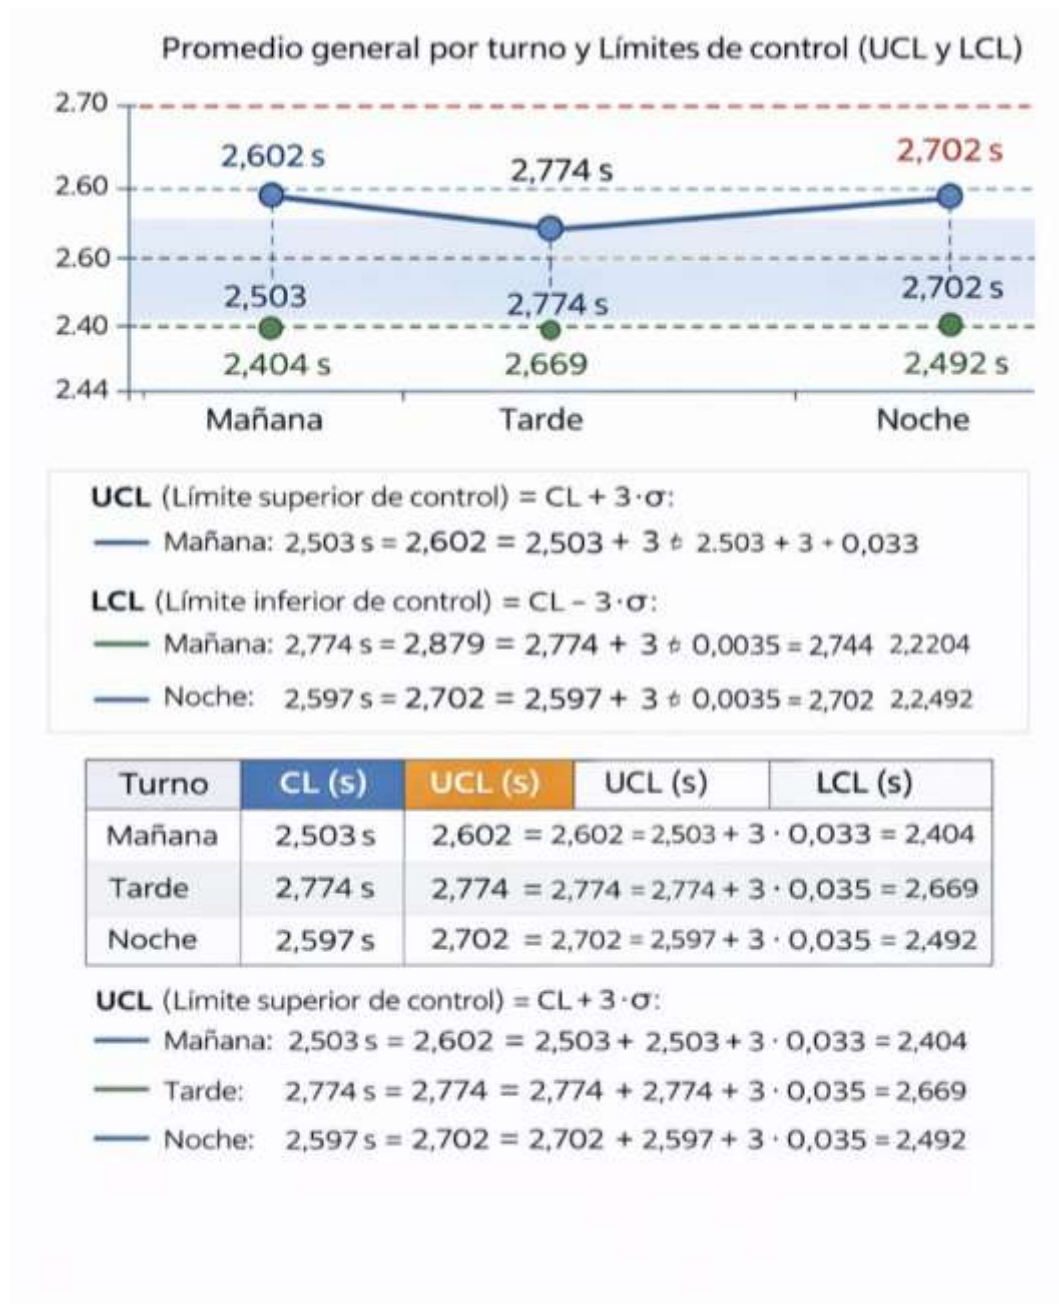 Promedio general por turno y Límites de control (UCL y LCL)
2.70
2,602 s
2,774 s
2,702 s
2.60
2.60
2,503
2,774 s
2,702 s
2.40
2,404 s
2,669
2,492 s
2.44
Mañana Tarde Noche
UCL (Límite superior de control) = CL + 3·σ:
Mañana: 2,503 s = 2,602 = 2,503 + 3 2.503 + 3 + 0,033
LCL (Límite inferior de control) = CL – 3·σ:
Mañana: 2,774 s = 2,879 = 2,774 + 3 0,0035 = 2,744 2,2204
Noche: 2,597 s = 2,702 = 2,597 + 3 0,0035 = 2,702 2,2,492
Turno CL (s) UCL (s) UCL (s) LCL (s)
Mañana 2,503 s 2,602 = 2,602 = 2,503 + 3 · 0,033 = 2,404
Tarde 2,774 s 2,774 = 2,774 = 2,774 + 3 · 0,035 = 2,669
Noche 2,597 s 2,702 = 2,702 = 2,597 + 3 · 0,035 = 2,492
UCL (Límite superior de control) = CL + 3·σ:
Mañana: 2,503 s = 2,602 = 2,503 + 2,503 + 3 · 0,033 = 2,404
Tarde: 2,774 s = 2,774 = 2,774 + 2,774 + 3 · 0,035 = 2,669
Noche: 2,597 s = 2,702 = 2,702 + 2,597 + 3 · 0,035 = 2,492